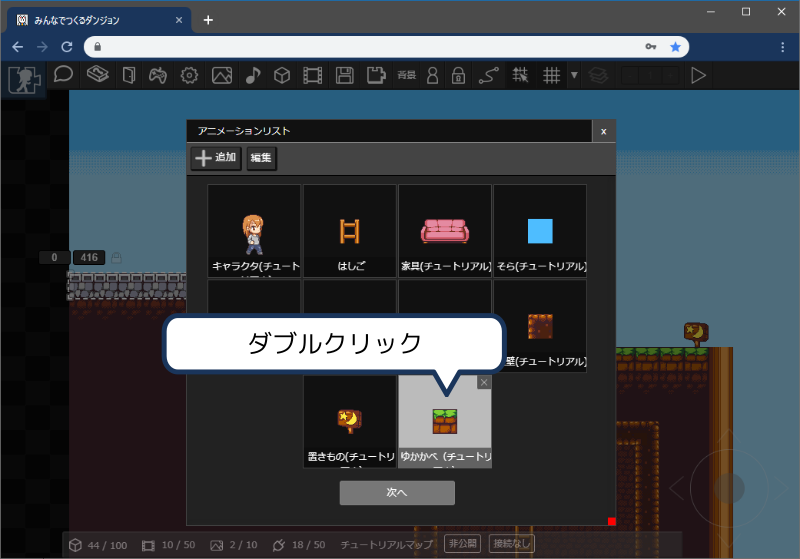 みんなでつくるダンジョン
背景
アニメーションリスト
追加
編集
0
416
キャラクタ(チュート
はしご
家具(チュートリアル)
そら(チュートリアル)
ダブルクリック
壁(チュートリアル)
置きもの(チュートリ
ゆかかべ（チュートリ
次へ
44 / 100
10 / 50
2 / 10
18 / 50
チュートリアルマップ
非公開
接続なし